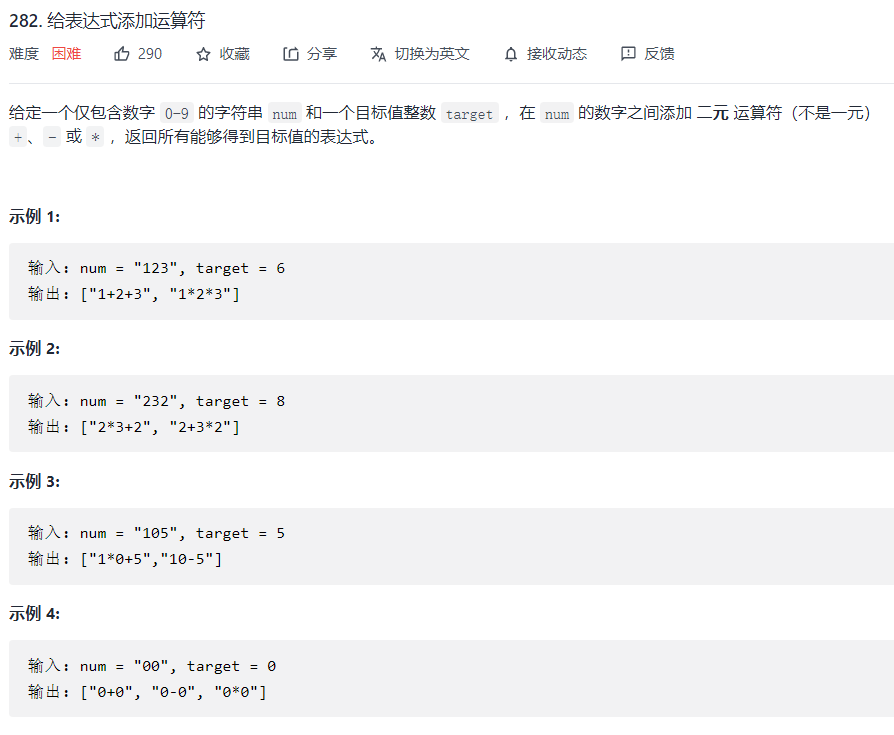 282. 给表达式添加运算符
难度 困难 290 收藏 分享 切换为英文 接收动态 反馈
给定一个仅包含数字 0-9 的字符串 num 和一个目标值整数 target ，在 num 的数字之间添加 二元 运算符（不是一元）
+、- 或 * ，返回所有能够得到目标值的表达式。
示例 1:
输入: num = "123", target = 6
输出: ["1+2+3", "1*2*3"]
示例 2:
输入: num = "232", target = 8
输出: ["2*3+2", "2+3*2"]
示例 3:
输入: num = "105", target = 5
输出: ["1*0+5","10-5"]
示例 4:
输入: num = "00", target = 0
输出: ["0+0", "0-0", "0*0"]